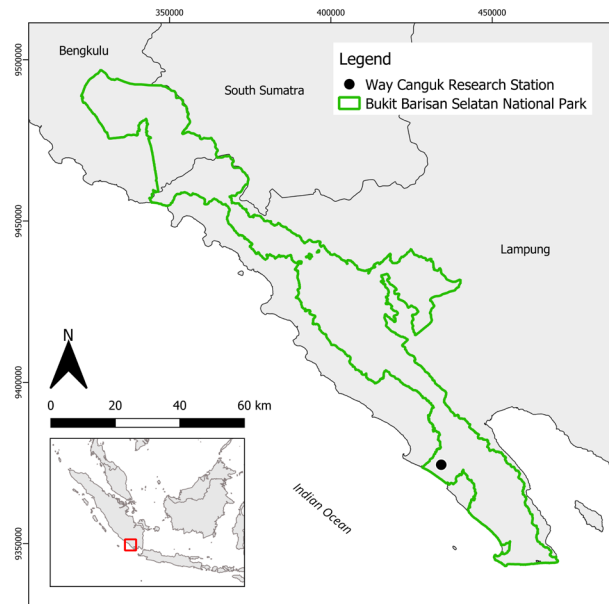 350000
400000
450000
9500000
9450000
9400000
9350000
Bengkulu
South Sumatra
Legend
Way Canguk Research Station
Bukit Barisan Selatan National Park
Lampung
N
0 20 40 60 km
Indian Ocean